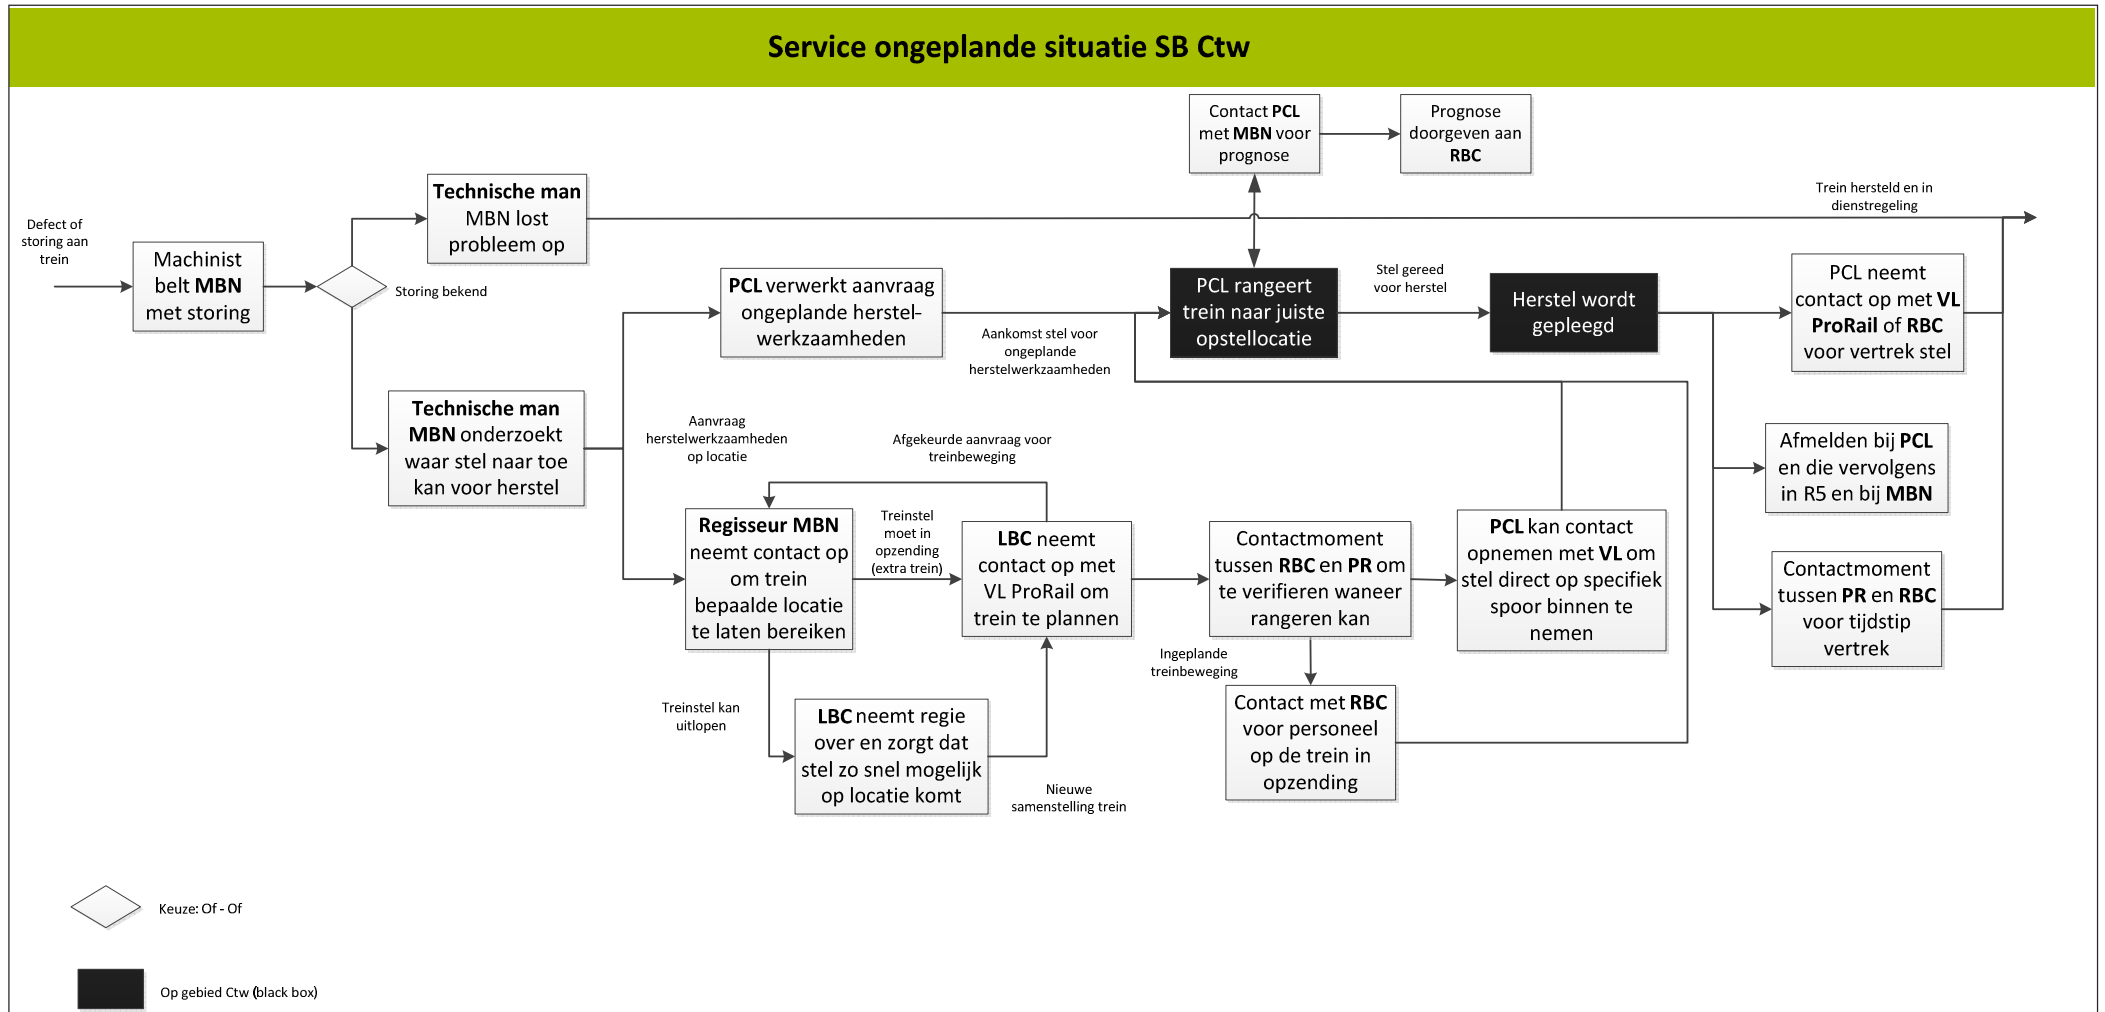 Service ongeplande situatie SB Ctw
Contact PCL
met MBN voor
prognose
Prognose
doorgeven aan
RBC
Technische man
MBN lost
probleem op
Trein hersteld en in
dienstregeling
Defect of
storing aan
trein
Machinist
belt MBN
met storing
Storing bekend
PCL verwerkt aanvraag
ongeplande herstel-
werkzaamheden
Aankomst stel voor
ongeplande
herstelwerkzaamheden
PCL rangeert
trein naar juiste
opstellocatie
Stel gereed
voor herstel
Herstel wordt
gepleegd
PCL neemt
contact op met VL
ProRail of RBC
voor vertrek stel
Technische man
MBN onderzoekt
waar stel naar toe
kan voor herstel
Aanvraag
herstelwerkzaamheden
op locatie
Afgekeurde aanvraag voor
treinbeweging
Afmelden bij PCL
en die vervolgens
in R5 en bij MBN
Regisseur MBN
neemt contact op
om trein
bepaalde locatie
te laten bereiken
Treinstel
moet in
opzending
(extra trein)
LBC neemt
contact op met
VL ProRail om
trein te plannen
Contactmoment
tussen RBC en PR om
te verifieren waneer
rangeren kan
PCL kan contact
opnemen met VL om
stel direct op specifiek
spoor binnen te
nemen
Contactmoment
tussen PR en RBC
voor tijdstip
vertrek
Ingeplande
treinbeweging
Treinstel kan
uitlopen
LBC neemt regie
over en zorgt dat
stel zo snel mogelijk
op locatie komt
Nieuwe
samenstelling trein
Contact met RBC
voor personeel
op de trein in
opzending
Keuze: Of - Of
Op gebied Ctw (black box)